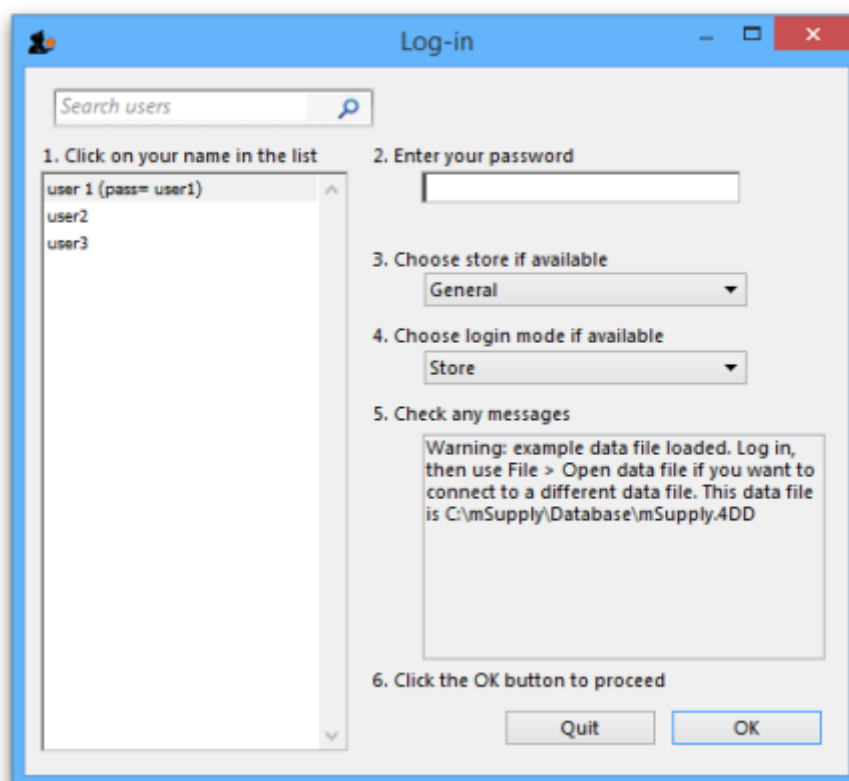 Log-in
Search users
1. Click on your name in the list
user 1 (pass= user1)
user2
user3
2. Enter your password
3. Choose store if available
General
4. Choose login mode if available
Store
5. Check any messages
Warning: example data file loaded. Log in,
then use File > Open data file if you want to
connect to a different data file. This data file
is C:\mSupply\Database\mSupply.4DD
6. Click the OK button to proceed
Quit
OK